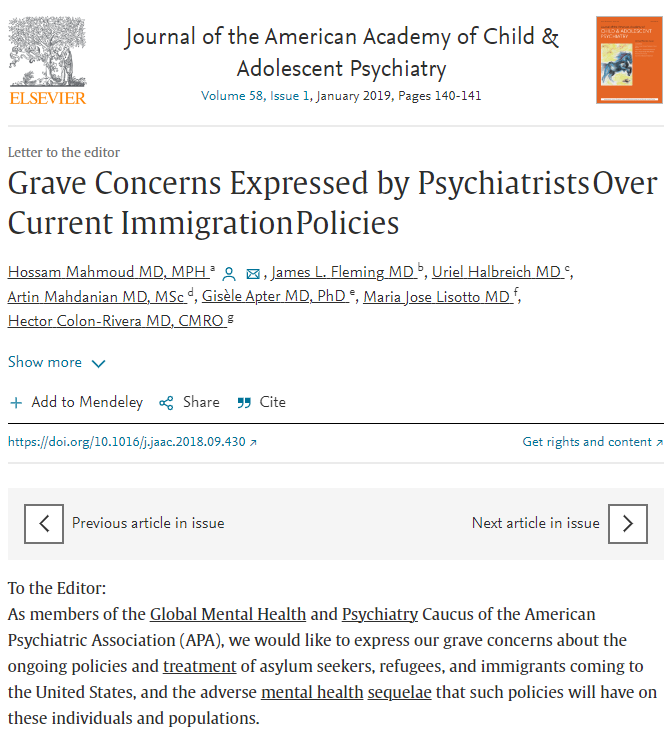 Journal of the American Academy of Child &
Adolescent Psychiatry
Volume 58, Issue 1, January 2019, Pages 140-141
ELSEVIER
CHILD & ADOLESCENT
PSYCHIATRY
Letter to the editor
Grave Concerns Expressed by Psychiatrists Over
Current Immigration Policies
Hossam Mahmoud MD, MPH a, James L. Fleming MD b, Uriel Halbreich MD c,
Artin Mahdanian MD, MSc d, Gisèle Apter MD, PhD e, Maria Jose Lisotto MD f,
Hector Colon-Rivera MD, CMRO g
Show more
Add to Mendeley Share Cite
https://doi.org/10.1016/j.jaac.2018.09.430 ↗ Get rights and content ↗
Previous article in issue Next article in issue
To the Editor:
As members of the Global Mental Health and Psychiatry Caucus of the American
Psychiatric Association (APA), we would like to express our grave concerns about the
ongoing policies and treatment of asylum seekers, refugees, and immigrants coming to
the United States, and the adverse mental health sequelae that such policies will have on
these individuals and populations.